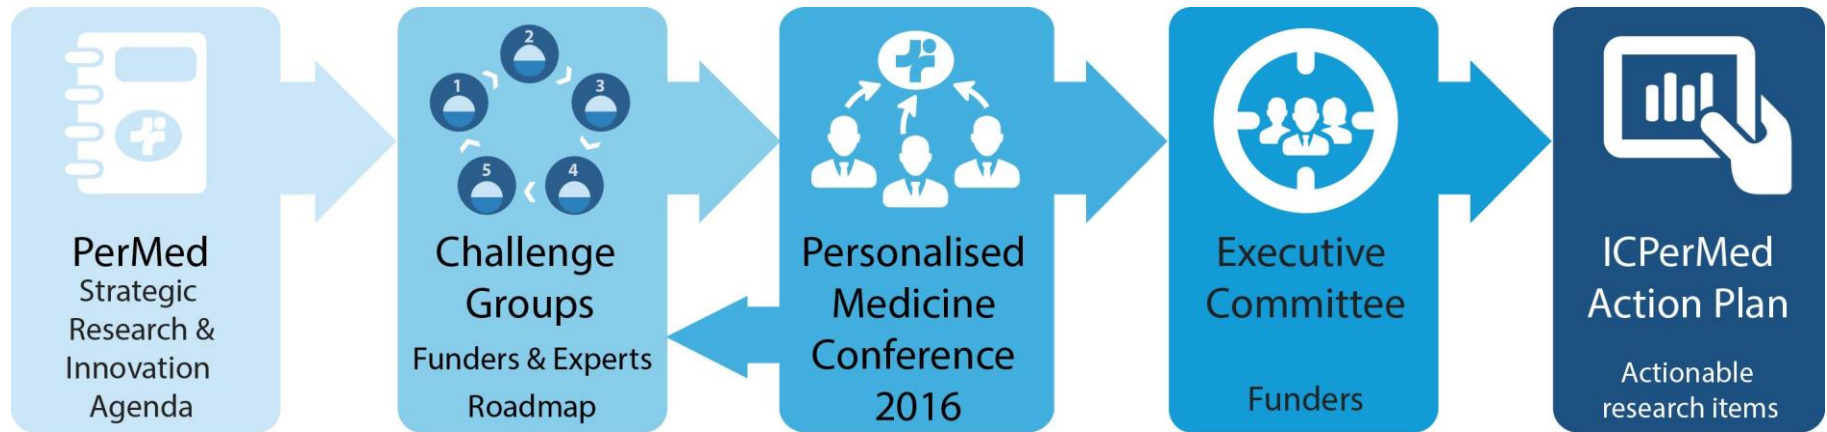 PerMed
Strategic
Research &
Innovation
Agenda
1
2
3
4
5
Challenge
Groups
Funders & Experts
Roadmap
Personalised
Medicine
Conference
2016
Executive
Committee
Funders
ICPerMed
Action Plan
Actionable
research items